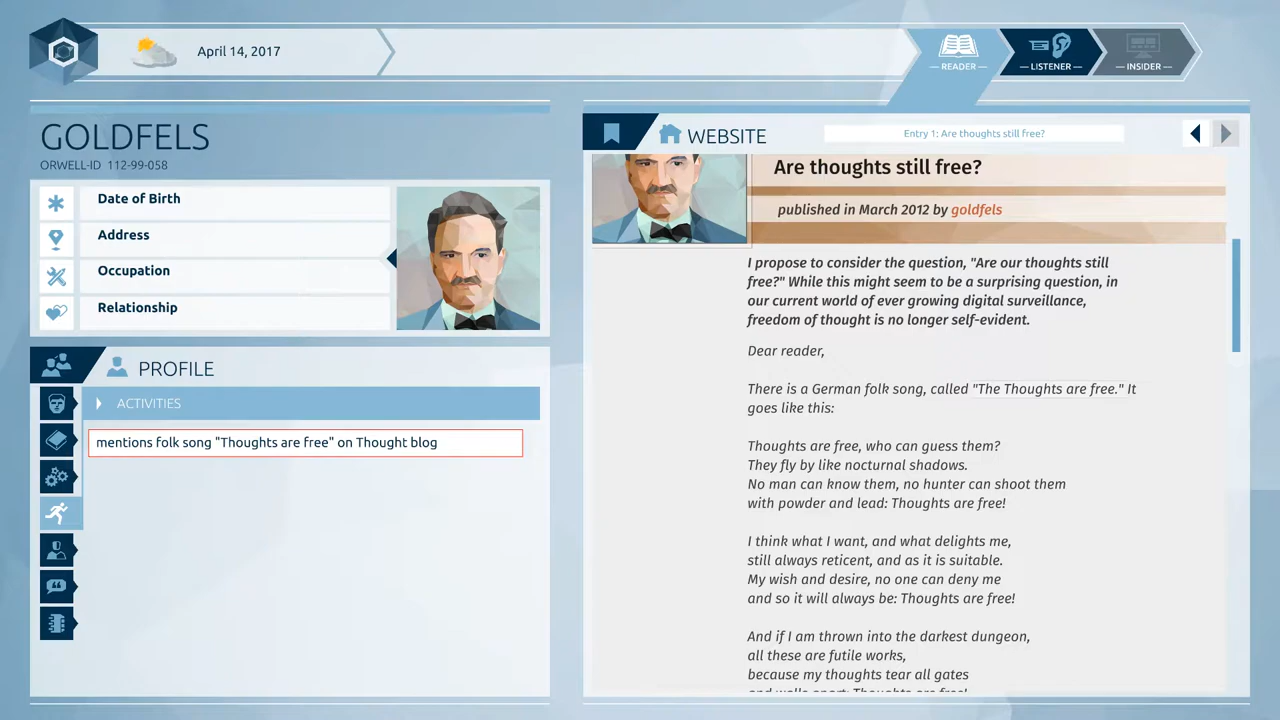 April 14, 2017
— READER —
— LISTENER —
— INSIDER —
GOLDFELS
ORWELL-ID 112-99-058
Date of Birth
Address
Occupation
Relationship
PROFILE
ACTIVITIES
mentions folk song "Thoughts are free" on Thought blog
WEBSITE
Entry 1: Are thoughts still free?
Are thoughts still free?
published in March 2012 by goldfels
I propose to consider the question, "Are our thoughts still
free?" While this might seem to be a surprising question, in
our current world of ever growing digital surveillance,
freedom of thought is no longer self-evident.
Dear reader,
There is a German folk song, called "The Thoughts are free." It
goes like this:
Thoughts are free, who can guess them?
They fly by like nocturnal shadows.
No man can know them, no hunter can shoot them
with powder and lead: Thoughts are free!
I think what I want, and what delights me,
still always reticent, and as it is suitable.
My wish and desire, no one can deny me
and so it will always be: Thoughts are free!
And if I am thrown into the darkest dungeon,
all these are futile works,
because my thoughts tear all gates
and walls apart: Thoughts are free!